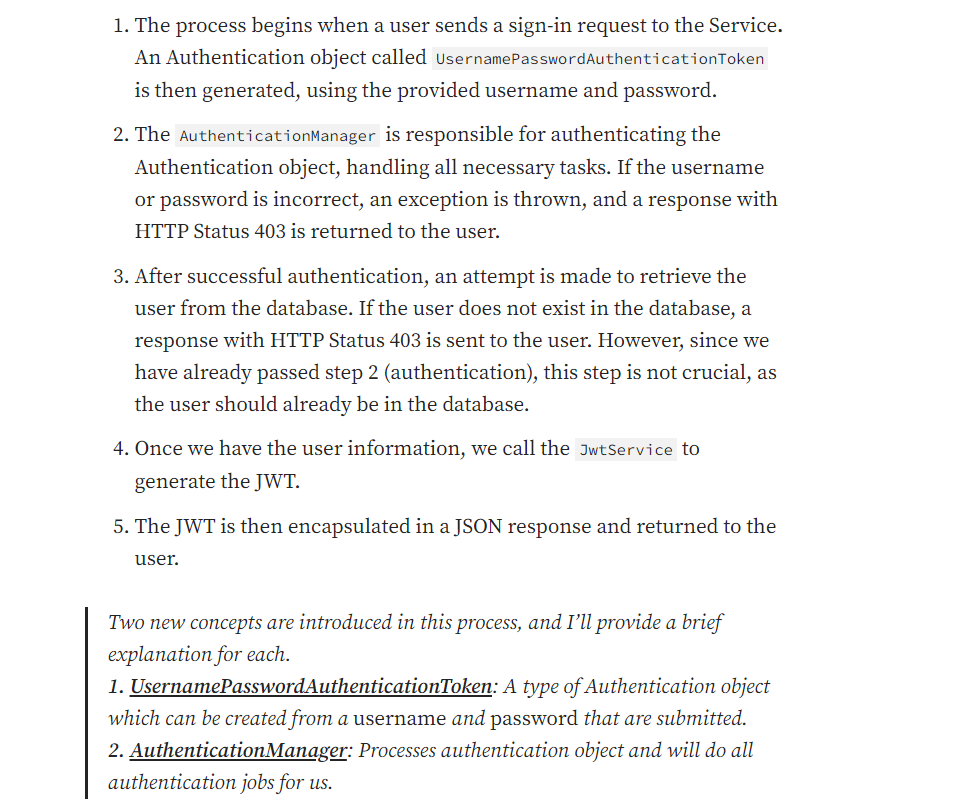 1. The process begins when a user sends a sign-in request to the Service.
An Authentication object called UsernamePasswordAuthenticationToken
is then generated, using the provided username and password.
2. The AuthenticationManager is responsible for authenticating the
Authentication object, handling all necessary tasks. If the username
or password is incorrect, an exception is thrown, and a response with
HTTP Status 403 is returned to the user.
3. After successful authentication, an attempt is made to retrieve the
user from the database. If the user does not exist in the database, a
response with HTTP Status 403 is sent to the user. However, since we
have already passed step 2 (authentication), this step is not crucial, as
the user should already be in the database.
4. Once we have the user information, we call the JwtService to
generate the JWT.
5. The JWT is then encapsulated in a JSON response and returned to the
user.
Two new concepts are introduced in this process, and I’ll provide a brief
explanation for each.
1. UsernamePasswordAuthenticationToken: A type of Authentication object
which can be created from a username and password that are submitted.
2. AuthenticationManager: Processes authentication object and will do all
authentication jobs for us.